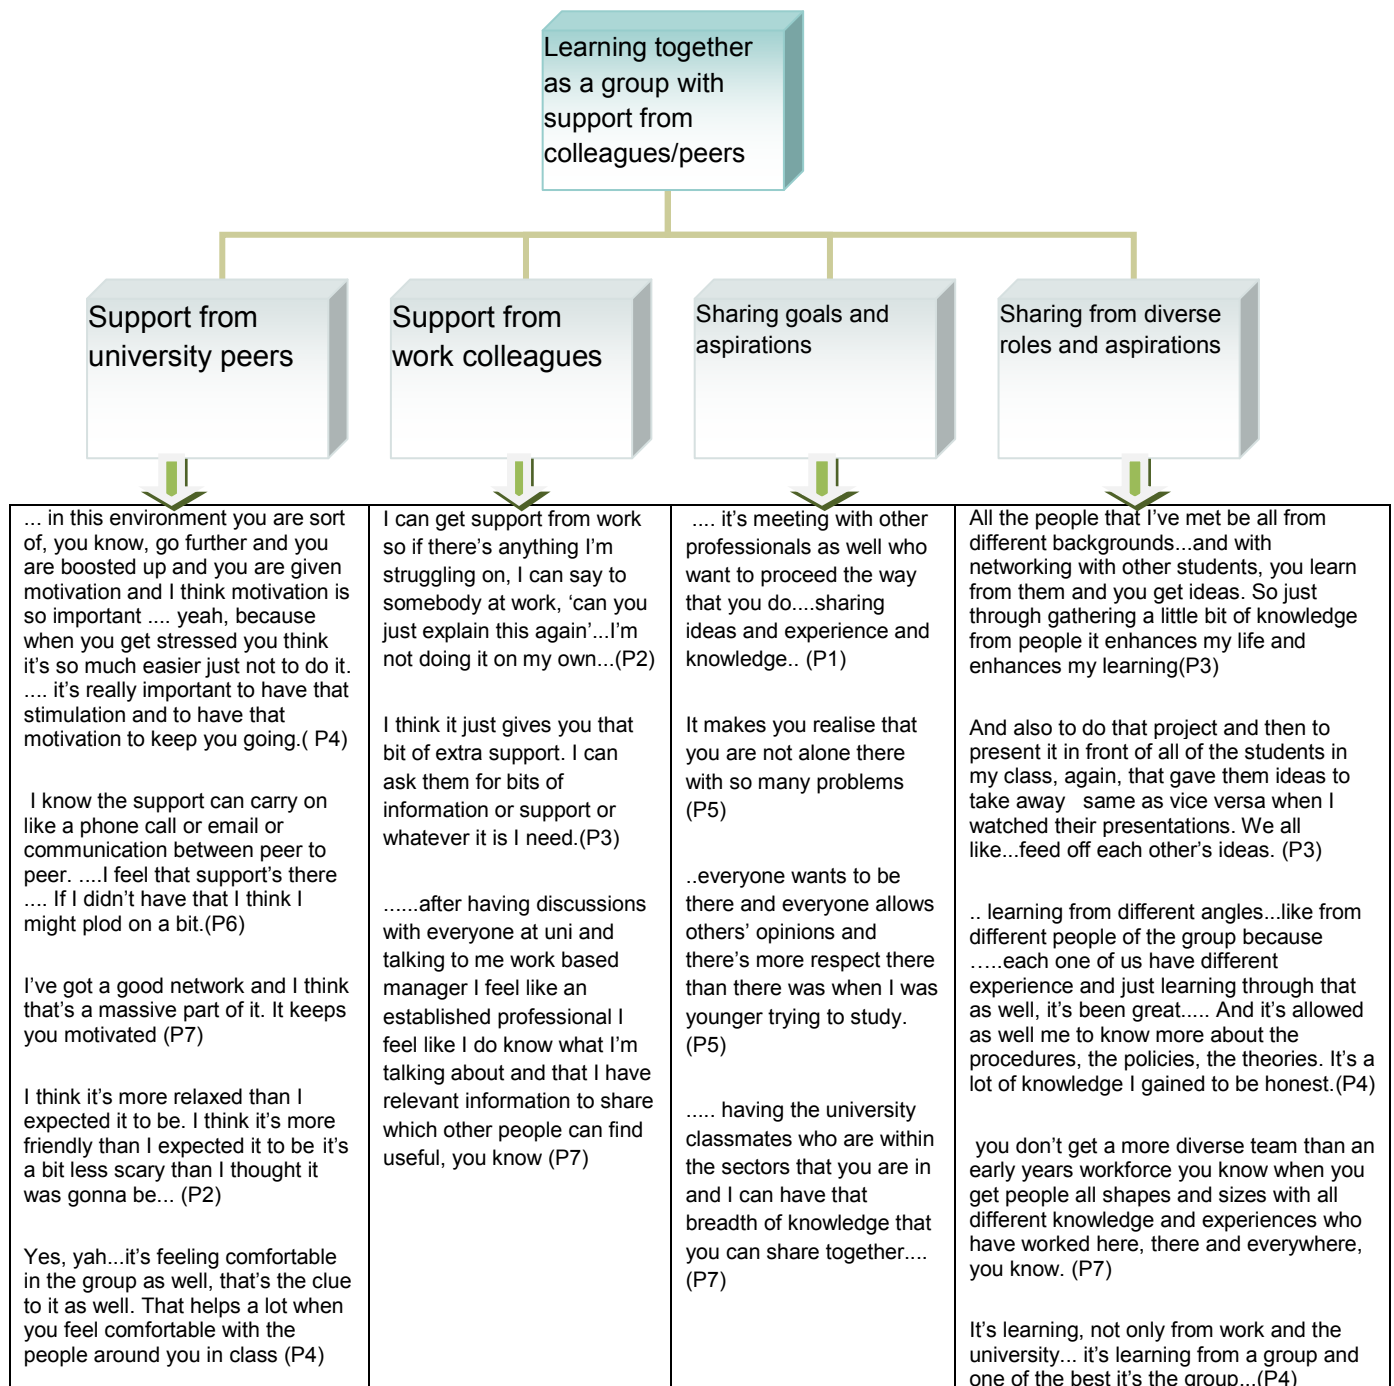 Learning together
as a group with
support from
colleagues/peers
Support from
university peers
Support from
work colleagues
Sharing goals and
aspirations
Sharing from diverse
roles and aspirations
... in this environment you are sort
of, you know, go further and you
are boosted up and you are given
motivation and I think motivation is
so important .... yeah, because
when you get stressed you think
it's so much easier just not to do it.
.... it's really important to have that
stimulation and to have that
motivation to keep you going.( P4)
I know the support can carry on
like a phone call or email or
communication between peer to
peer. ....I feel that support's there
.... If I didn't have that I think I
might plod on a bit.(P6)
I've got a good network and I think
that's a massive part of it. It keeps
you motivated (P7)
I think it's more relaxed than I
expected it to be. I think it's more
friendly than I expected it to be it's
a bit less scary than I thought it
was gonna be... (P2)
Yes, yah...it's feeling comfortable
in the group as well, that's the clue
to it as well. That helps a lot when
you feel comfortable with the
people around you in class (P4)
I can get support from work
so if there's anything I'm
struggling on, I can say to
somebody at work, 'can you
just explain this again'...I'm
not doing it on my own...(P2)
I think it just gives you that
bit of extra support. I can
ask them for bits of
information or support or
whatever it is I need.(P3)
......after having discussions
with everyone at uni and
talking to me work based
manager I feel like an
established professional I
feel like I do know what I'm
talking about and that I have
relevant information to share
which other people can find
useful, you know (P7)
.... it's meeting with other
professionals as well who
want to proceed the way
that you do....sharing
ideas and experience and
knowledge.. (P1)
It makes you realise that
you are not alone there
with so many problems
(P5)
..everyone wants to be
there and everyone allows
others' opinions and
there's more respect there
than there was when I was
younger trying to study.
(P5)
..... having the university
classmates who are within
the sectors that you are in
and I can have that
breadth of knowledge that
you can share together....
(P7)
All the people that I've met be all from
different backgrounds...and with
networking with other students, you learn
from them and you get ideas. So just
through gathering a little bit of knowledge
from people it enhances my life and
enhances my learning(P3)
And also to do that project and then to
present it in front of all of the students in
my class, again, that gave them ideas to
take away same as vice versa when I
watched their presentations. We all
like...feed off each other's ideas. (P3)
.. learning from different angles...like from
different people of the group because
.....each one of us have different
experience and just learning through that
as well, it's been great..... And it's allowed
as well me to know more about the
procedures, the policies, the theories. It's a
lot of knowledge I gained to be honest.(P4)
you don't get a more diverse team than an
early years workforce you know when you
get people all shapes and sizes with all
different knowledge and experiences who
have worked here, there and everywhere,
you know. (P7)
It's learning, not only from work and the
university... it's learning from a group and
one of the best it's the group...(P4)